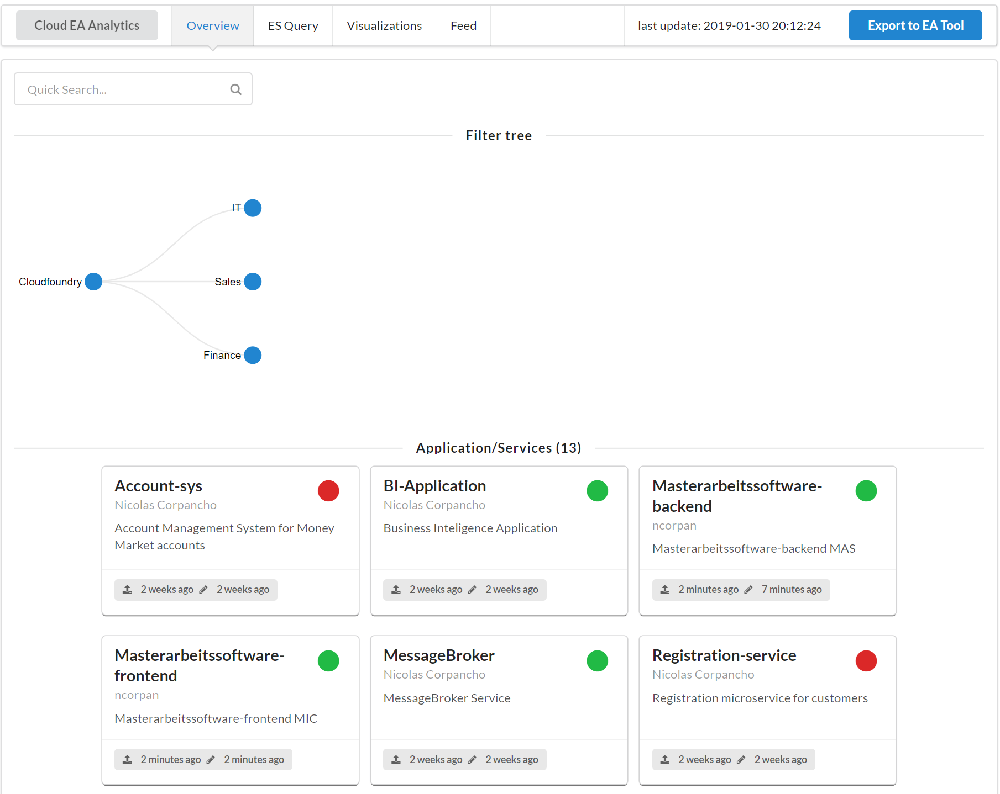 Cloud EA Analytics
Overview
ES Query
Visualizations
Feed
last update: 2019-01-30 20:12:24
Export to EA Tool
Quick Search...
Filter tree
IT
Cloudfoundry
Sales
Finance
Application/Services (13)
Account-sys
Nicolas Corpancho
Account Management System for Money
Market accounts
2 weeks ago 2 weeks ago
BI-Application
Nicolas Corpancho
Business Inteligence Application
2 weeks ago 2 weeks ago
Masterarbeitssoftware-
backend
ncorpan
Masterarbeitssoftware-backend MAS
2 minutes ago 7 minutes ago
Masterarbeitssoftware-
frontend
ncorpan
Masterarbeitssoftware-frontend MIC
2 minutes ago 2 minutes ago
MessageBroker
Nicolas Corpancho
MessageBroker Service
2 weeks ago 2 weeks ago
Registration-service
Nicolas Corpancho
Registration microservice for customers
2 weeks ago 2 weeks ago